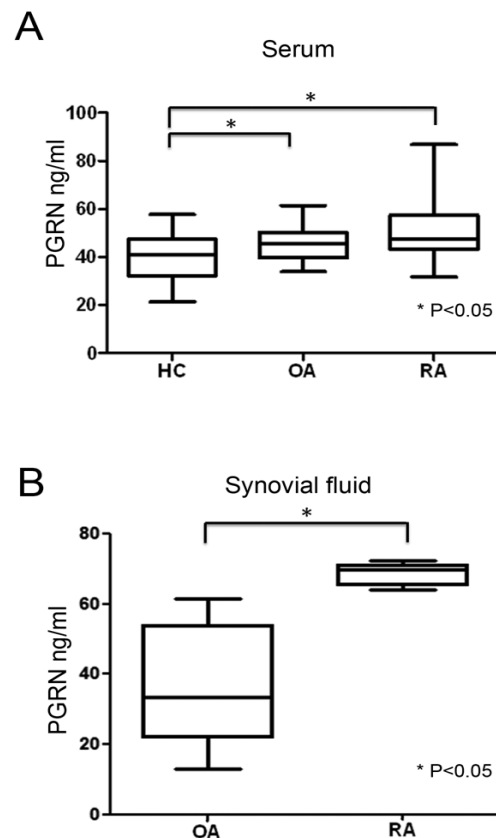 A
Serum
*
*
PGRN ng/ml
100
80
60
40
20
0
* P<0.05
HC OA RA
B
Synovial fluid
*
PGRN ng/ml
80
60
40
20
0
* P<0.05
OA RA